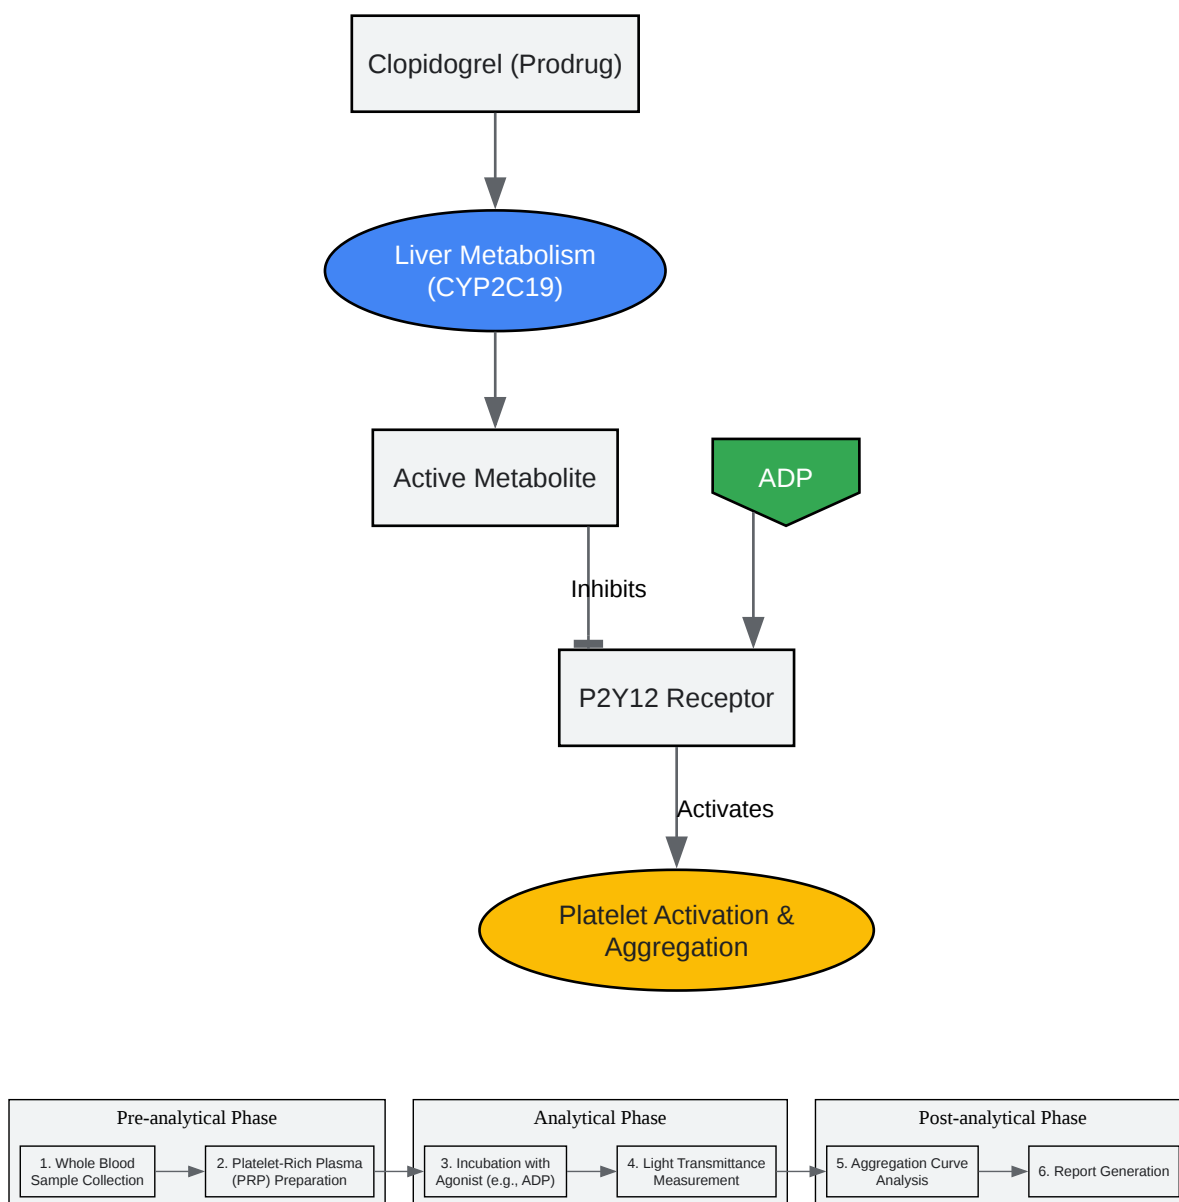 Clopidogrel (Prodrug)
Liver Metabolism
(CYP2C19)
Active Metabolite
ADP
Inhibits
P2Y12 Receptor
Activates
Platelet Activation &
Aggregation
Pre-analytical Phase
1. Whole Blood
Sample Collection
2. Platelet-Rich Plasma
(PRP) Preparation
Analytical Phase
3. Incubation with
Agonist (e.g., ADP)
4. Light Transmittance
Measurement
Post-analytical Phase
5. Aggregation Curve
Analysis
6. Report Generation